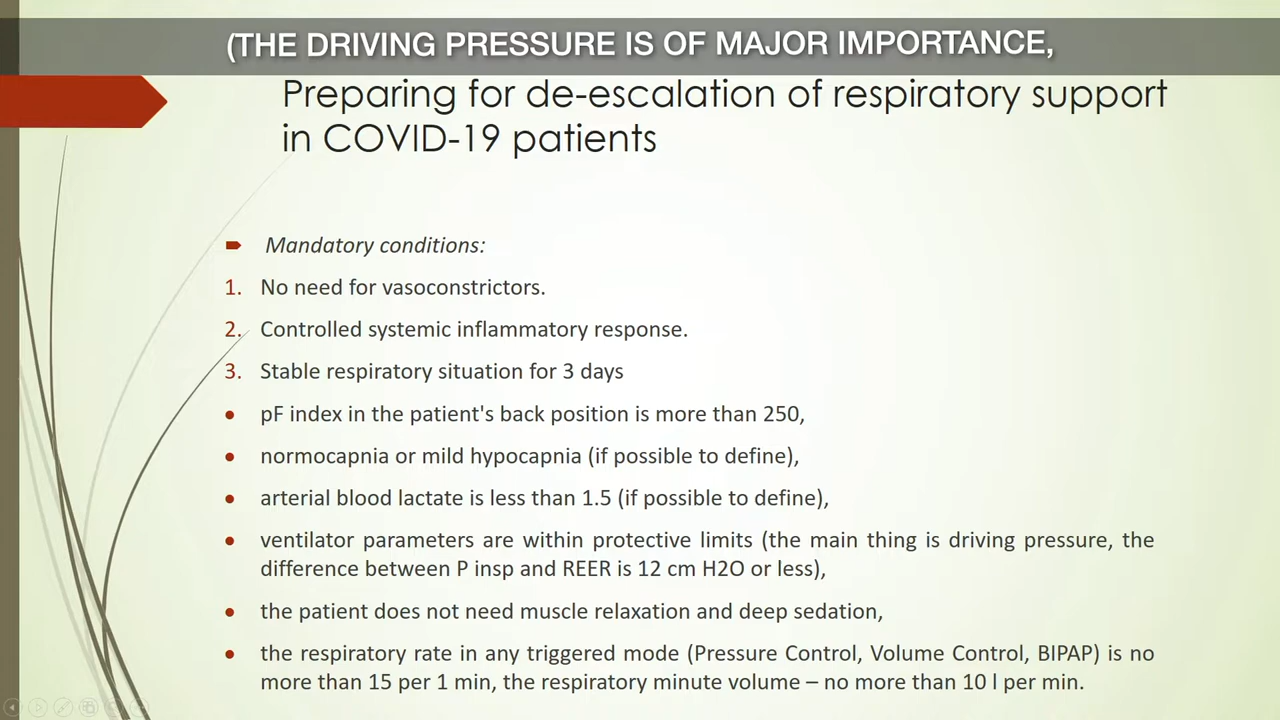 (THE DRIVING PRESSURE IS OF MAJOR IMPORTANCE,
Preparing for de-escalation of respiratory support
in COVID-19 patients
Mandatory conditions:
1. No need for vasoconstrictors.
2. Controlled systemic inflammatory response.
3. Stable respiratory situation for 3 days
• pF index in the patient's back position is more than 250,
• normocapnia or mild hypocapnia (if possible to define),
• arterial blood lactate is less than 1.5 (if possible to define),
• ventilator parameters are within protective limits (the main thing is driving pressure, the
difference between P insp and REER is 12 cm H2O or less),
• the patient does not need muscle relaxation and deep sedation,
• the respiratory rate in any triggered mode (Pressure Control, Volume Control, BIPAP) is no
more than 15 per 1 min, the respiratory minute volume – no more than 10 l per min.